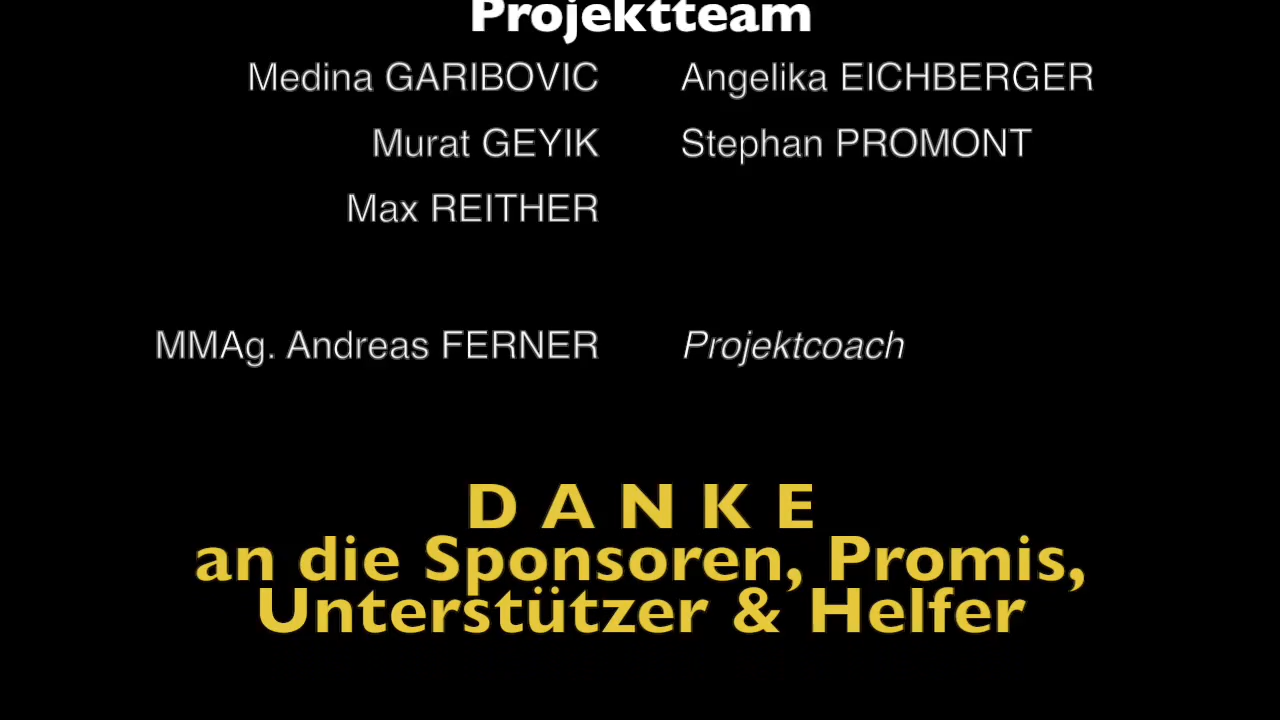 Projektteam
Medina GARIBOVIC Angelika EICHBERGER
Murat GEYIK Stephan PROMONT
Max REITHER
MMAg. Andreas FERNER Projektcoach
D A N K E
an die Sponsoren, Promis,
Unterstützer & Helfer